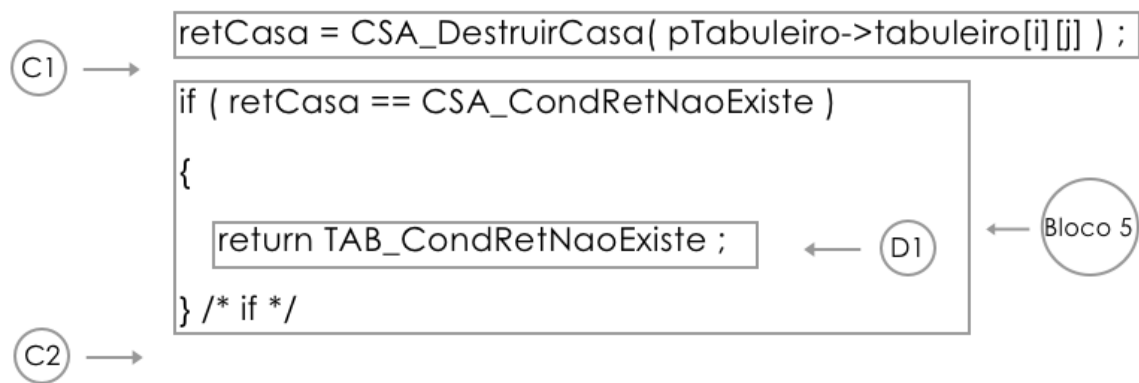 retCasa = CSA_DestruirCasa( pTabuleiro->tabuleiro[i][j] ) ;
C1
if ( retCasa == CSA_CondRetNaoExiste )
{
return TAB_CondRetNaoExiste ;
D1
Bloco 5
} /* if */
C2